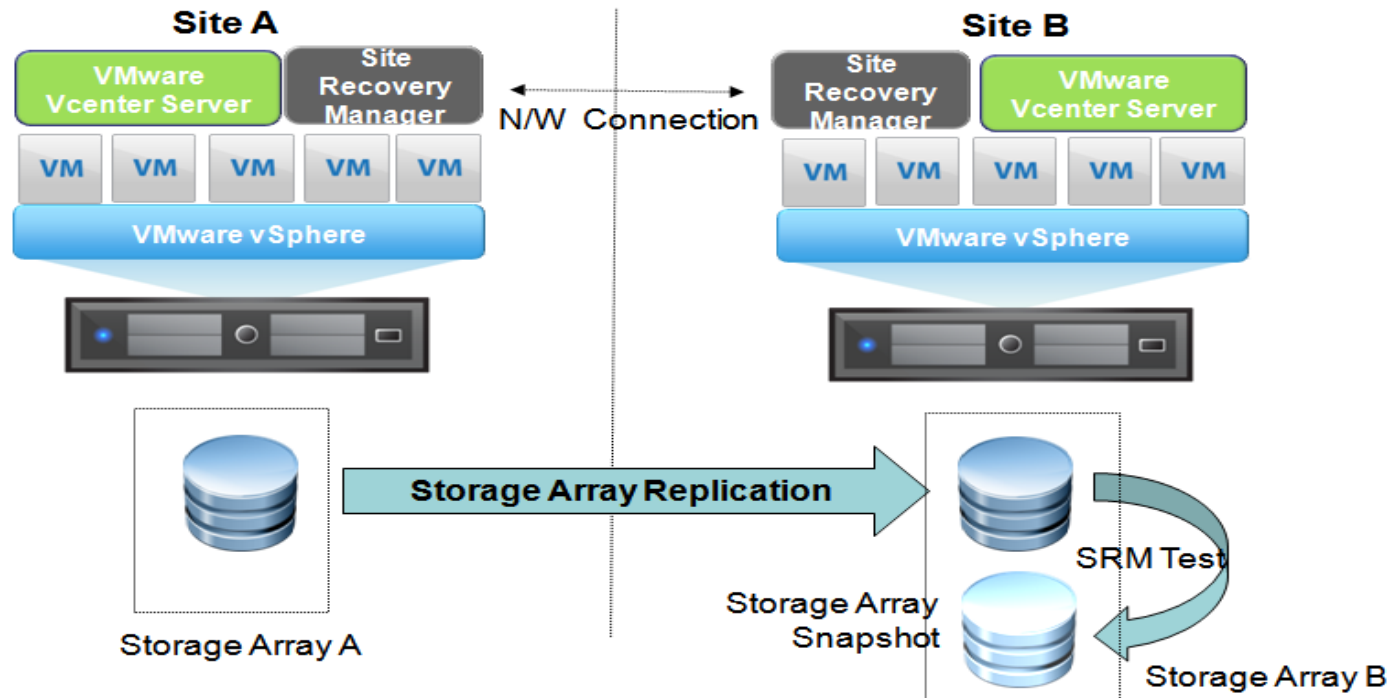 Site A
Site B
VMware
Vcenter Server
Site
Recovery
Manager
N/W Connection
Site
Recovery
Manager
VMware
Vcenter Server
VM VM VM VM VM
VM VM VM VM VM
VMware vSphere
VMware vSphere
Storage Array Replication
SRM Test
Storage Array
Snapshot
Storage Array A
Storage Array B